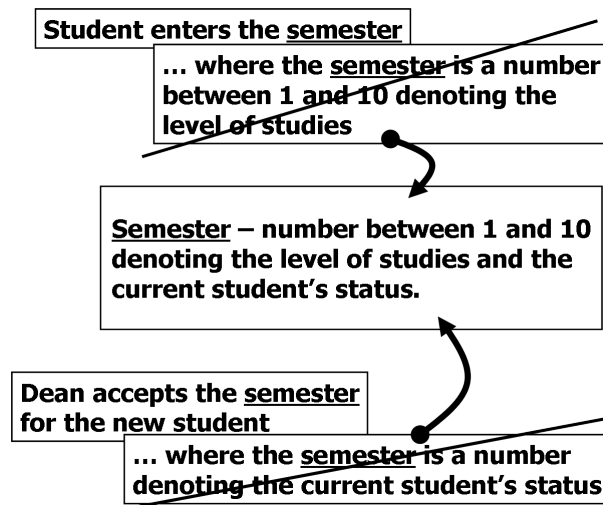 Student enters the semester
... where the semester is a number
between 1 and 10 denoting the
level of studies
Semester – number between 1 and 10
denoting the level of studies and the
current student’s status.
Dean accepts the semester
for the new student
... where the semester is a number
denoting the current student’s status